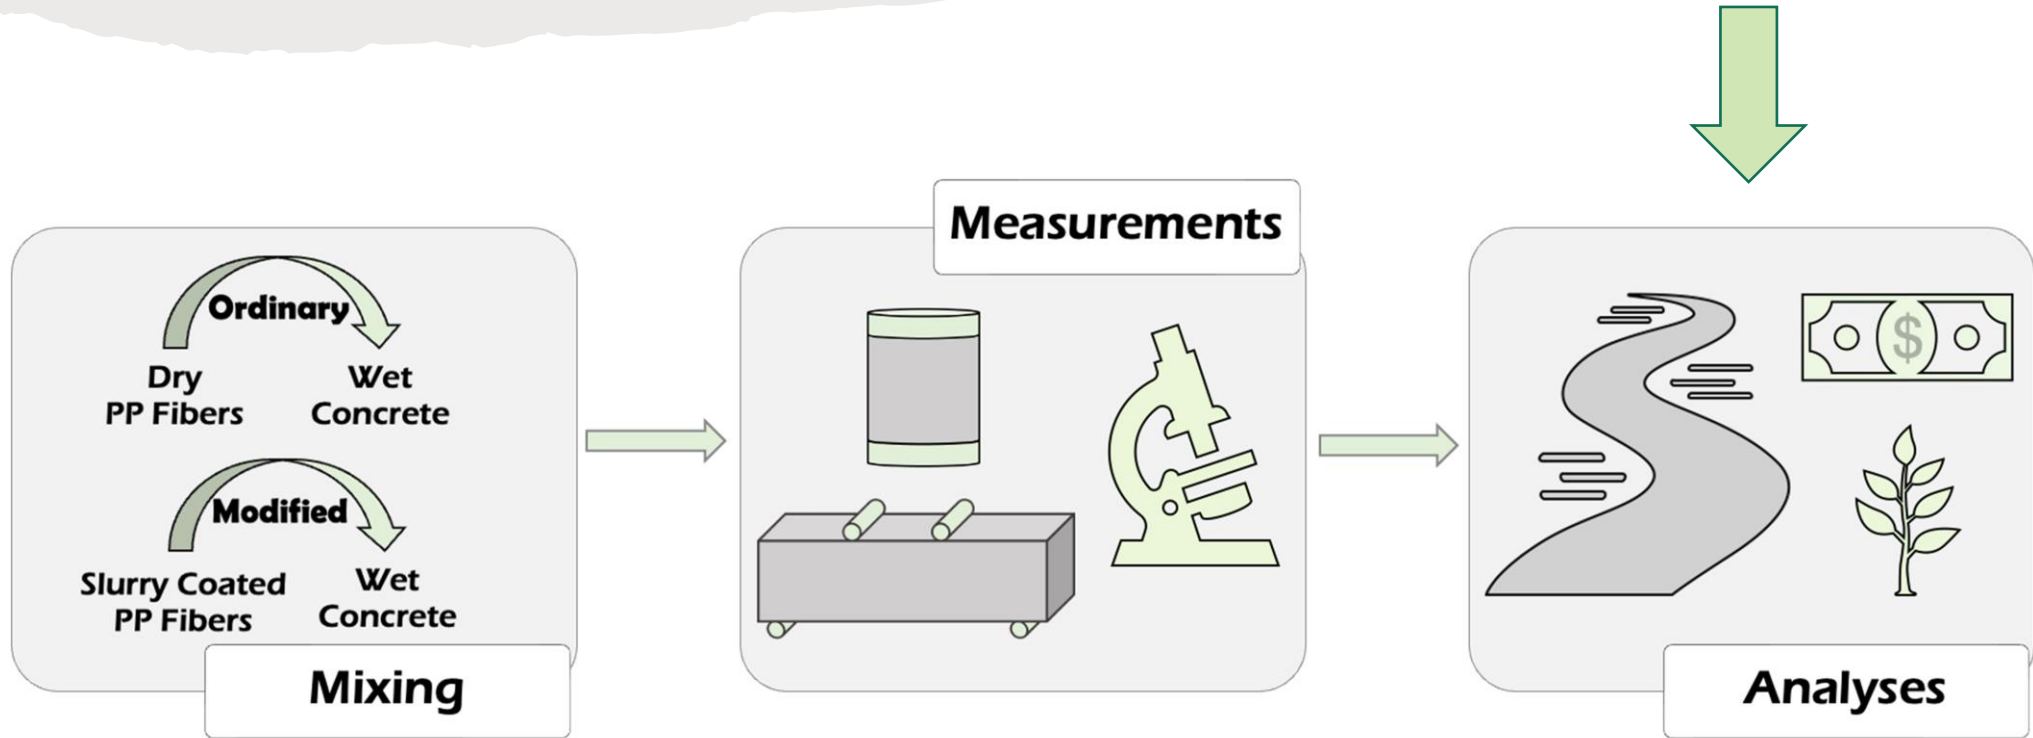 Ordinary
Dry
PP Fibers
Wet
Concrete
Modified
Slurry Coated
PP Fibers
Wet
Concrete
Mixing
Measurements
$
Analyses